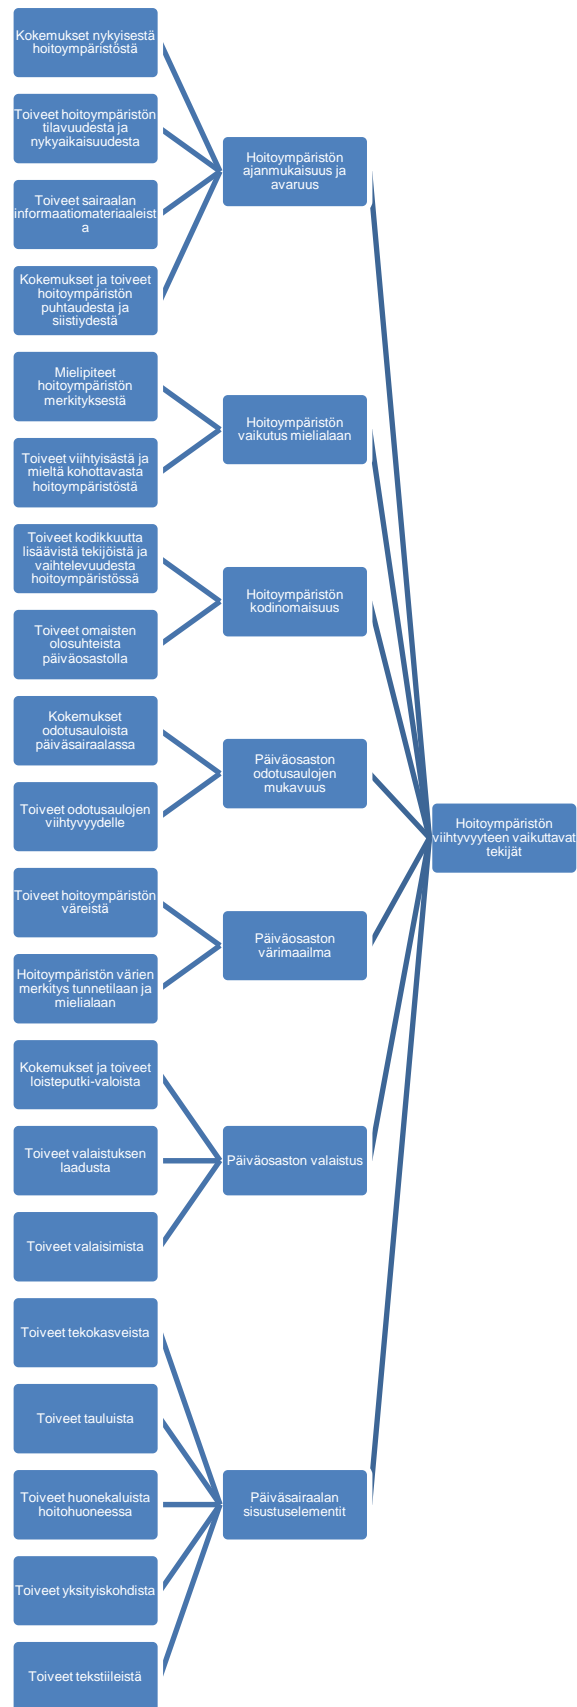 Kokemukset nykyisestä
hoitoympäristöstä
Toiveet hoitoympäristön
tilavuudesta ja
nykyaikaisuudesta
Toiveet sairaalan
informaatiomateriaaleist
a
Kokemukset ja toiveet
hoitoympäristön
puhtaudesta ja
siistiydestä
Hoitoympäristön
ajanmukaisuus ja
avaruus
Mielipiteet
hoitoympäristön
merkityksestä
Toiveet viihtyisästä ja
mieltä kohottavasta
hoitoympäristöstä
Hoitoympäristön
vaikutus mielialaan
Toiveet kodikkuutta
lisäävistä tekijöistä ja
vaihtelevuudesta
hoitoympäristössä
Toiveet omaisten
olosuhteista
päiväosastolla
Hoitoympäristön
kodinomaisuus
Kokemukset
odotusauloista
päiväsairaalassa
Toiveet odotusaulojen
viihtyvyydelle
Päiväosaston
odotusaulojen
mukavuus
Toiveet hoitoympäristön
väreistä
Hoitoympäristön värien
merkitys tunnetilaan ja
mielialaan
Päiväosaston
värimaailma
Kokemukset ja toiveet
loisteputki-valoista
Toiveet valaistuksen
laadusta
Toiveet valaisimista
Päiväosaston valaistus
Toiveet tekokasveista
Toiveet tauluista
Toiveet huonekaluista
hoitohuoneessa
Toiveet yksityiskohdista
Toiveet tekstiileistä
Päiväsairaalan
sisustuselementit
Hoitoympäristön
viihtyvyyteen vaikuttavat
tekijät